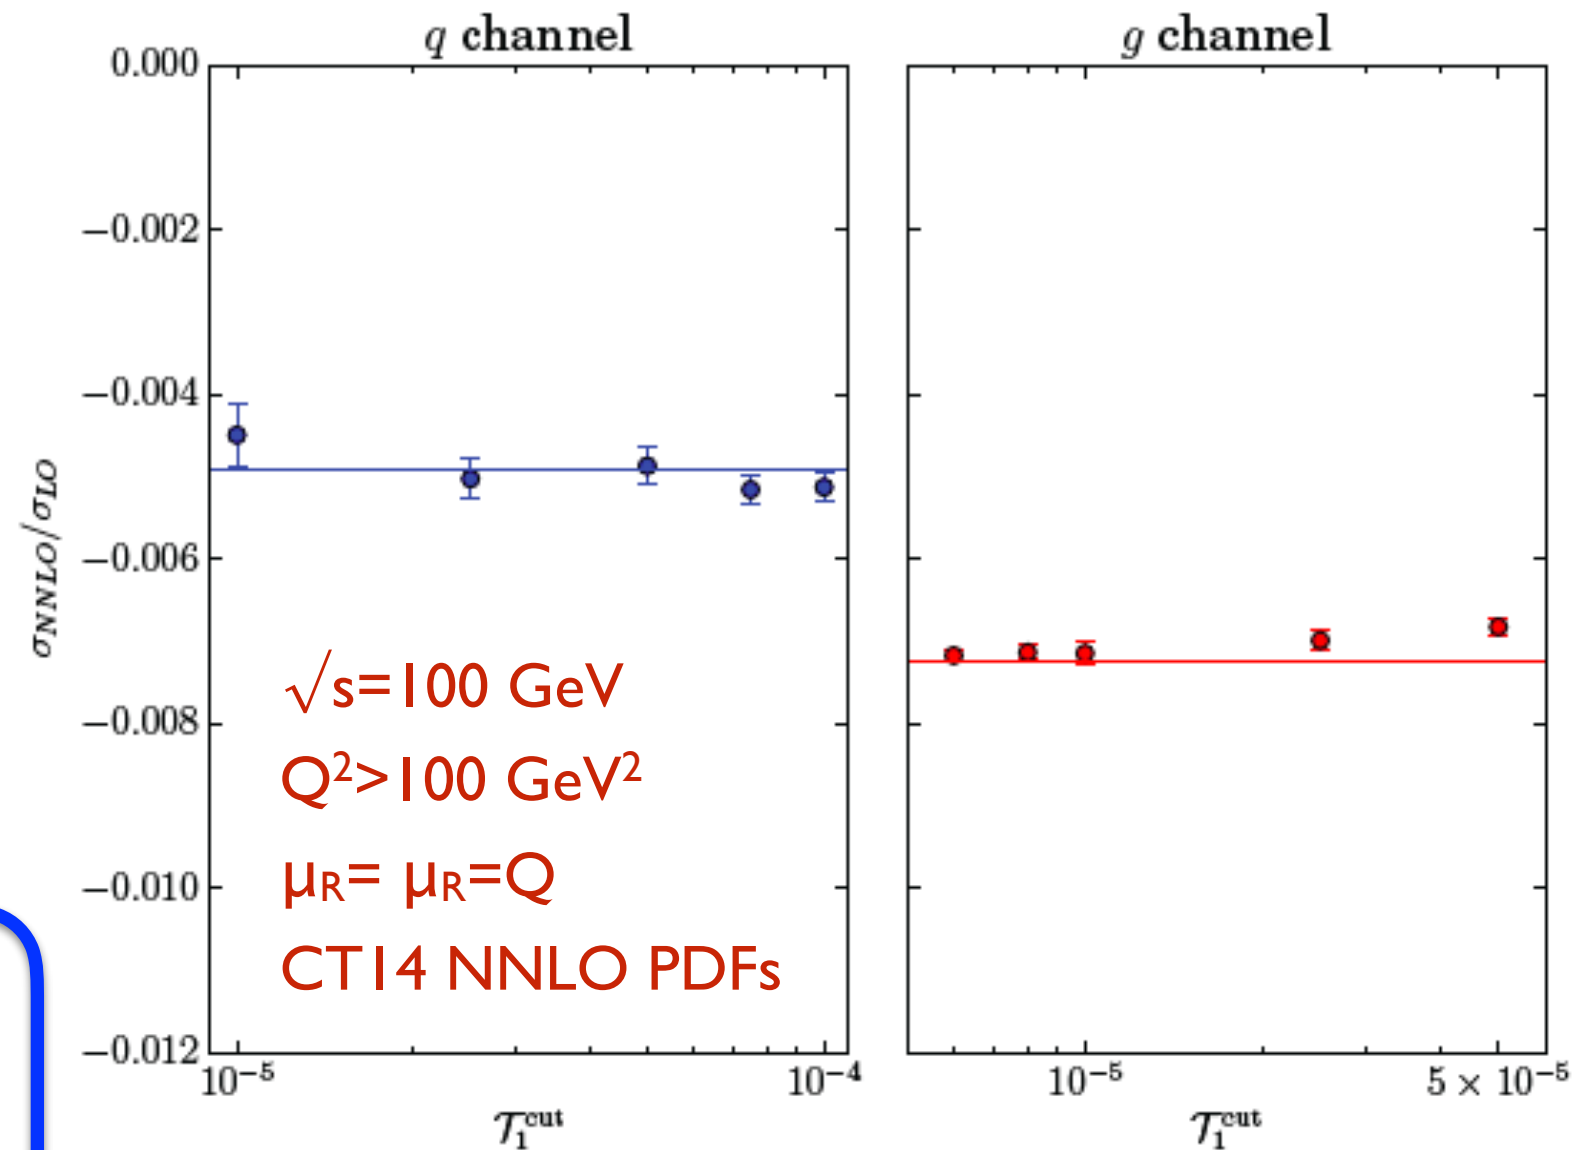 q channel
g channel
0.000
−0.002
−0.004
−0.006
−0.008
−0.010
−0.012
σNNLO/σLO
√s=100 GeV
Q²>100 GeV²
μR= μR=Q
CT14 NNLO PDFs
10⁻⁵
10⁻⁴
10⁻⁵
5 × 10⁻⁵
𝒯₁ᶜᵘᵗ
𝒯₁ᶜᵘᵗ